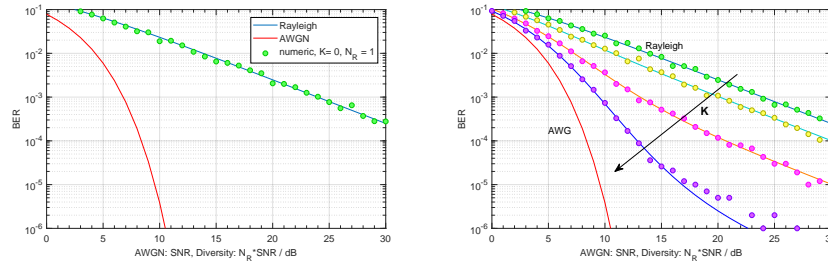 10^-1
10^-2
10^-3
10^-4
10^-5
10^-6
BER
0 5 10 15 20 25 30
AWGN: SNR, Diversity: N_R*SNR / dB
Rayleigh
AWGN
numeric, K= 0, N_R = 1
10^-1
10^-2
10^-3
10^-4
10^-5
10^-6
BER
Rayleigh
K
AWG
0 5 10 15 20 25 30
AWGN: SNR, Diversity: N_R*SNR / dB